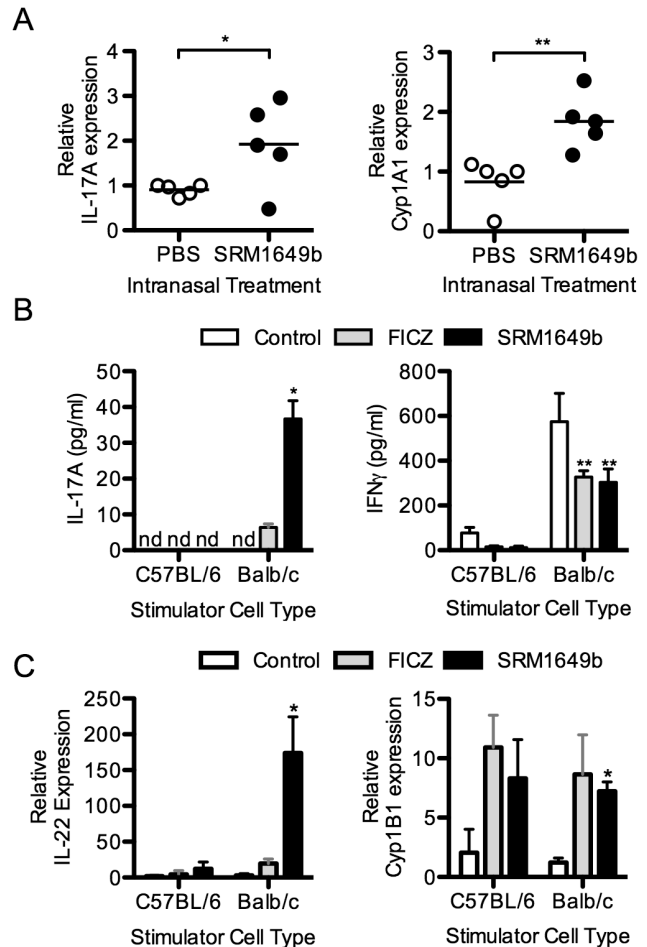 A
Relative
IL-17A expression
4
3
2
1
0
*
PBS SRM1649b
Intranasal Treatment
Relative
Cyp1A1 expression
3
2
1
0
**
PBS SRM1649b
Intranasal Treatment
B
Control FICZ SRM1649b
IL-17A (pg/ml)
50
40
30
20
10
0
nd nd nd nd
*
C57BL/6 Balb/c
Stimulator Cell Type
IFNγ (pg/ml)
800
600
400
200
0
** **
C57BL/6 Balb/c
Stimulator Cell Type
C
Control FICZ SRM1649b
Relative
IL-22 Expression
250
200
150
100
50
0
*
C57BL/6 Balb/c
Stimulator Cell Type
Relative
Cyp1B1 expression
15
10
5
0
*
C57BL/6 Balb/c
Stimulator Cell Type